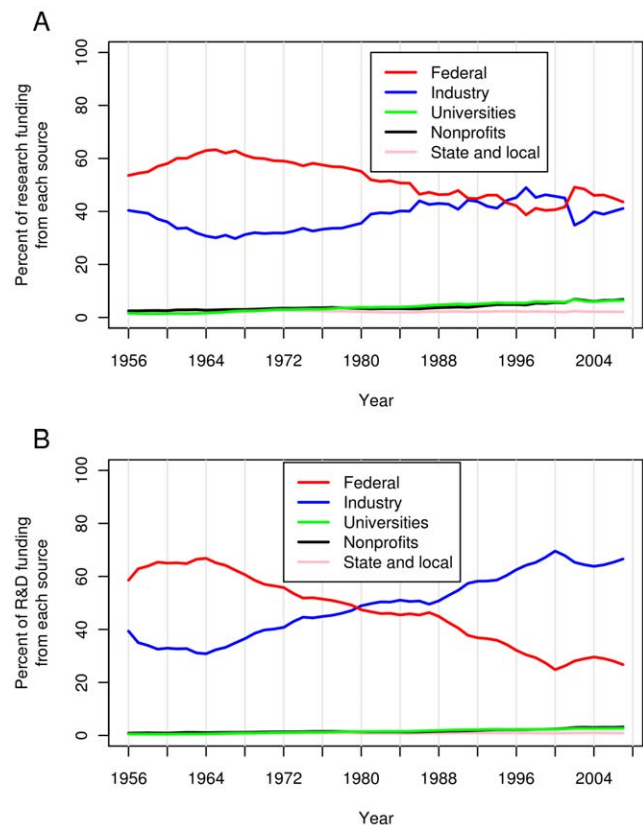 A
Percent of research funding
from each source
100
80
60
40
20
0
Federal
Industry
Universities
Nonprofits
State and local
1956 1964 1972 1980 1988 1996 2004
Year
B
Percent of R&D funding
from each source
100
80
60
40
20
0
Federal
Industry
Universities
Nonprofits
State and local
1956 1964 1972 1980 1988 1996 2004
Year